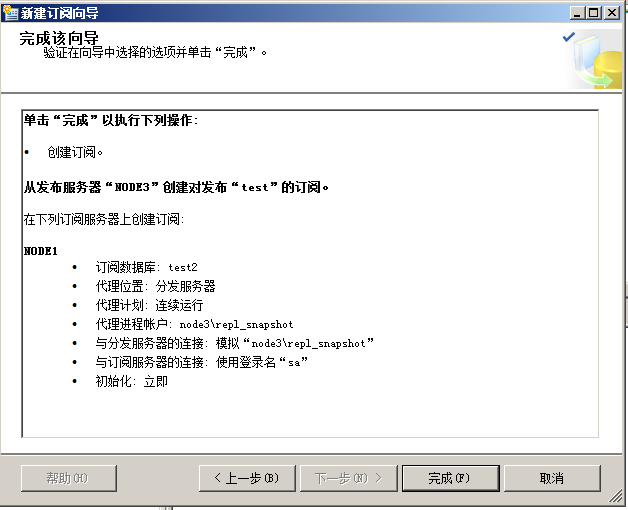 新建订阅向导
完成该向导
验证在向导中选择的选项并单击“完成”。
单击“完成”以执行下列操作:
• 创建订阅。
从发布服务器“NODE3”创建对发布“test”的订阅。
在下列订阅服务器上创建订阅:
NODE1
• 订阅数据库: test2
• 代理位置: 分发服务器
• 代理计划: 连续运行
• 代理进程帐户: node3\repl_snapshot
• 与分发服务器的连接: 模拟“node3\repl_snapshot”
• 与订阅服务器的连接: 使用登录名“sa”
• 初始化: 立即
帮助(H) < 上一步(B) 下一步(N) > 完成(F) 取消